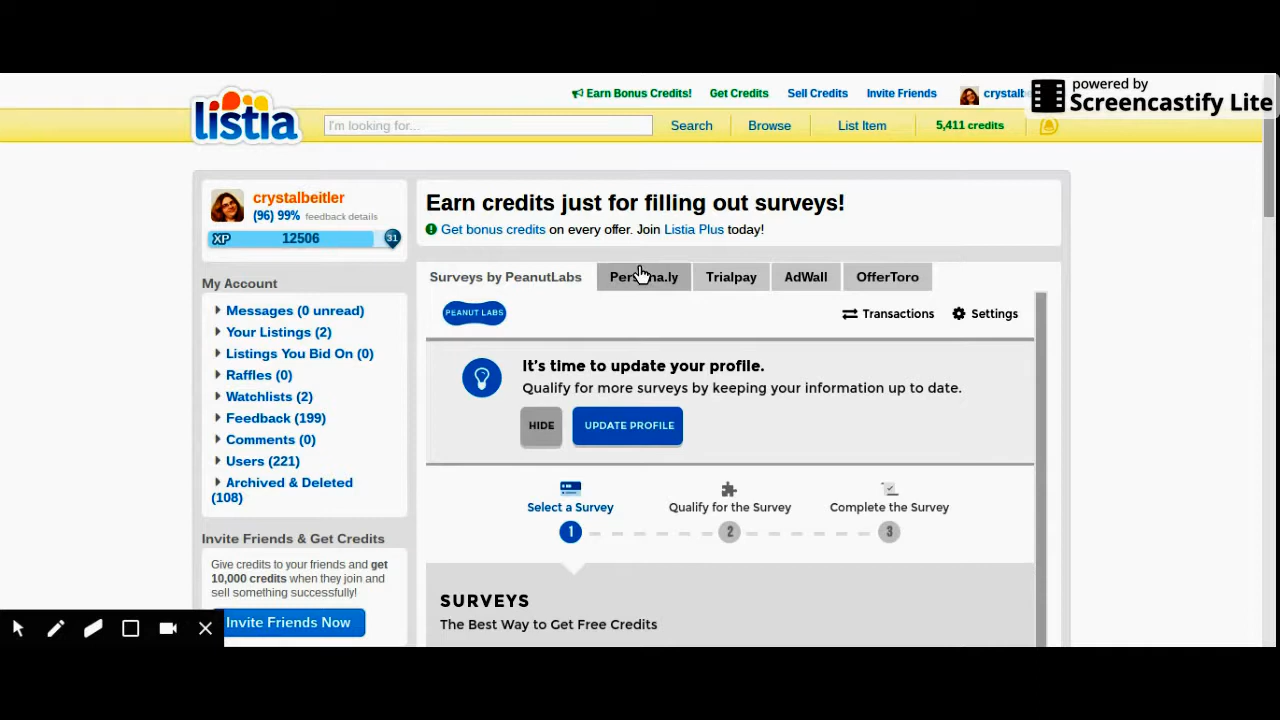 powered by
Screencastify Lite
Earn Bonus Credits! Get Credits Sell Credits Invite Friends
listia
I'm looking for... Search Browse List Item 5,411 credits
crystalbeitler
(96) 99% feedback details
XP 12506 31
Earn credits just for filling out surveys!
Get bonus credits on every offer. Join Listia Plus today!
My Account
Messages (0 unread)
Your Listings (2)
Listings You Bid On (0)
Raffles (0)
Watchlists (2)
Feedback (199)
Comments (0)
Users (221)
Archived & Deleted
(108)
Invite Friends & Get Credits
Give credits to your friends and get
10,000 credits when they join and
sell something successfully!
Invite Friends Now
Surveys by PeanutLabs Trialpay AdWall OfferToro
PEANUT LABS Transactions Settings
It's time to update your profile.
Qualify for more surveys by keeping your information up to date.
HIDE UPDATE PROFILE
Select a Survey Qualify for the Survey Complete the Survey
1 2 3
SURVEYS
The Best Way to Get Free Credits